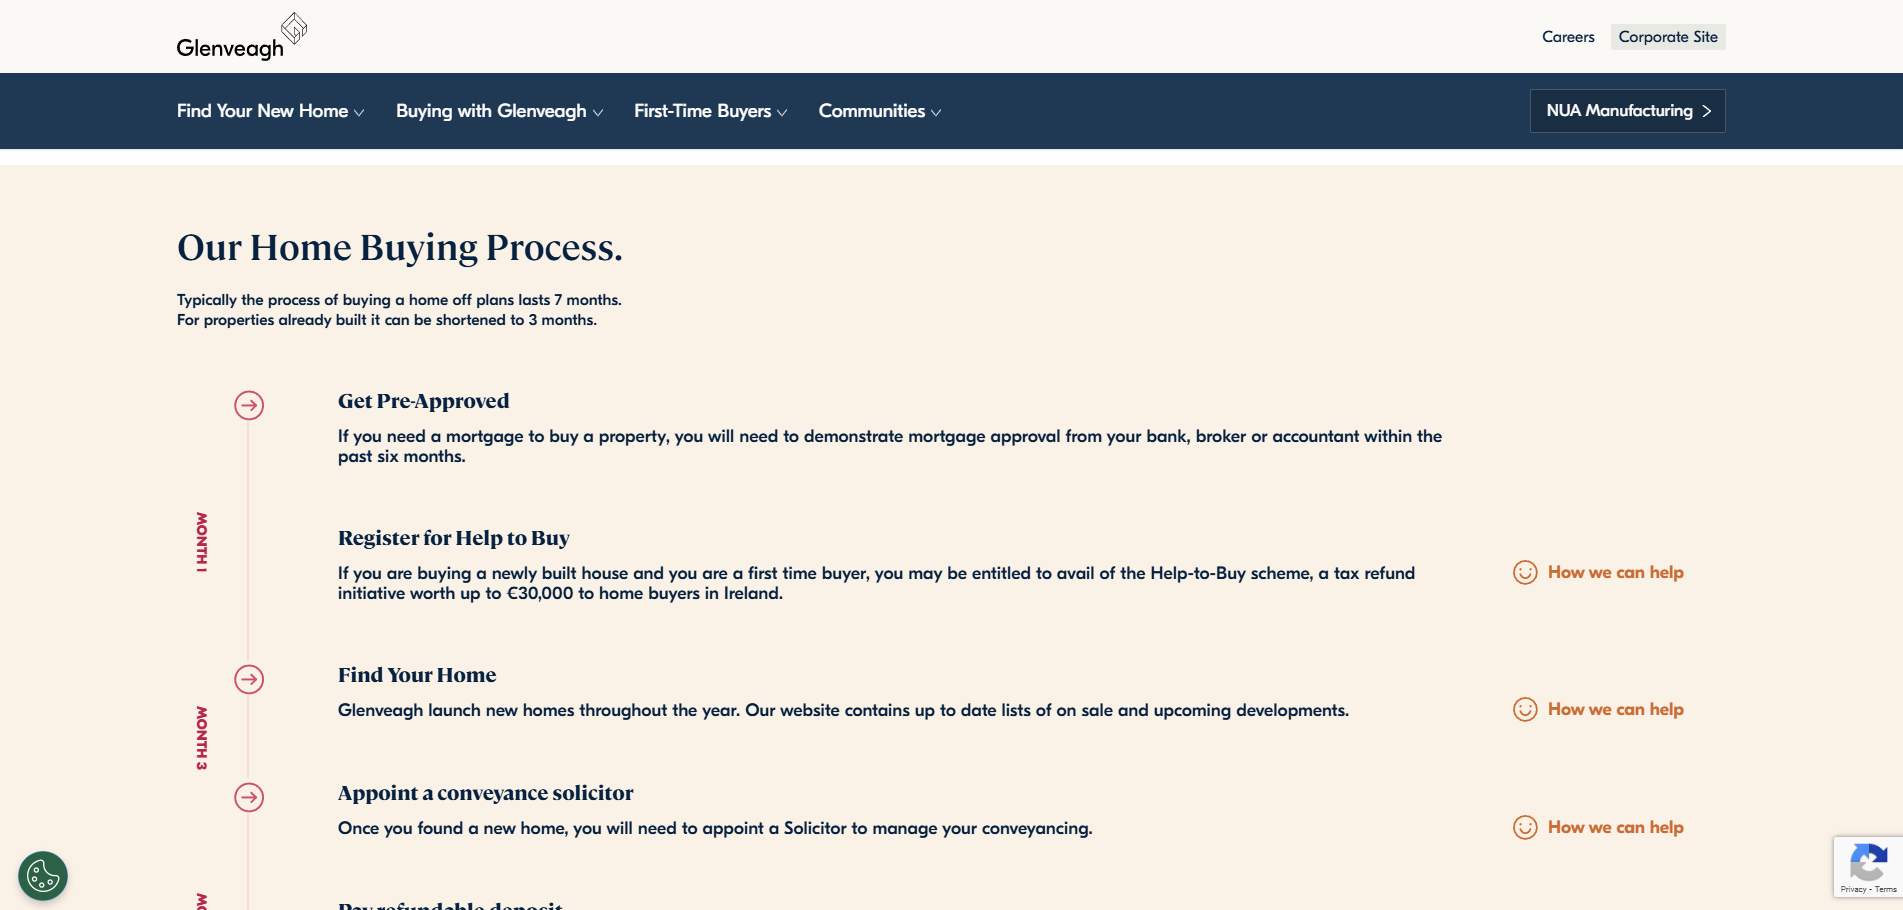 Glenveagh
Careers
Corporate Site
Find Your New Home
Buying with Glenveagh
First-Time Buyers
Communities
NUA Manufacturing
Our Home Buying Process.
Typically the process of buying a home off plans lasts 7 months.
For properties already built it can be shortened to 3 months.
MONTH 1
Get Pre-Approved
If you need a mortgage to buy a property, you will need to demonstrate mortgage approval from your bank, broker or accountant within the
past six months.
Register for Help to Buy
If you are buying a newly built house and you are a first time buyer, you may be entitled to avail of the Help-to-Buy scheme, a tax refund
initiative worth up to €30,000 to home buyers in Ireland.
How we can help
MONTH 3
Find Your Home
Glenveagh launch new homes throughout the year. Our website contains up to date lists of on sale and upcoming developments.
How we can help
Appoint a conveyance solicitor
Once you found a new home, you will need to appoint a Solicitor to manage your conveyancing.
How we can help
Pay refundable deposit
Privacy - Terms